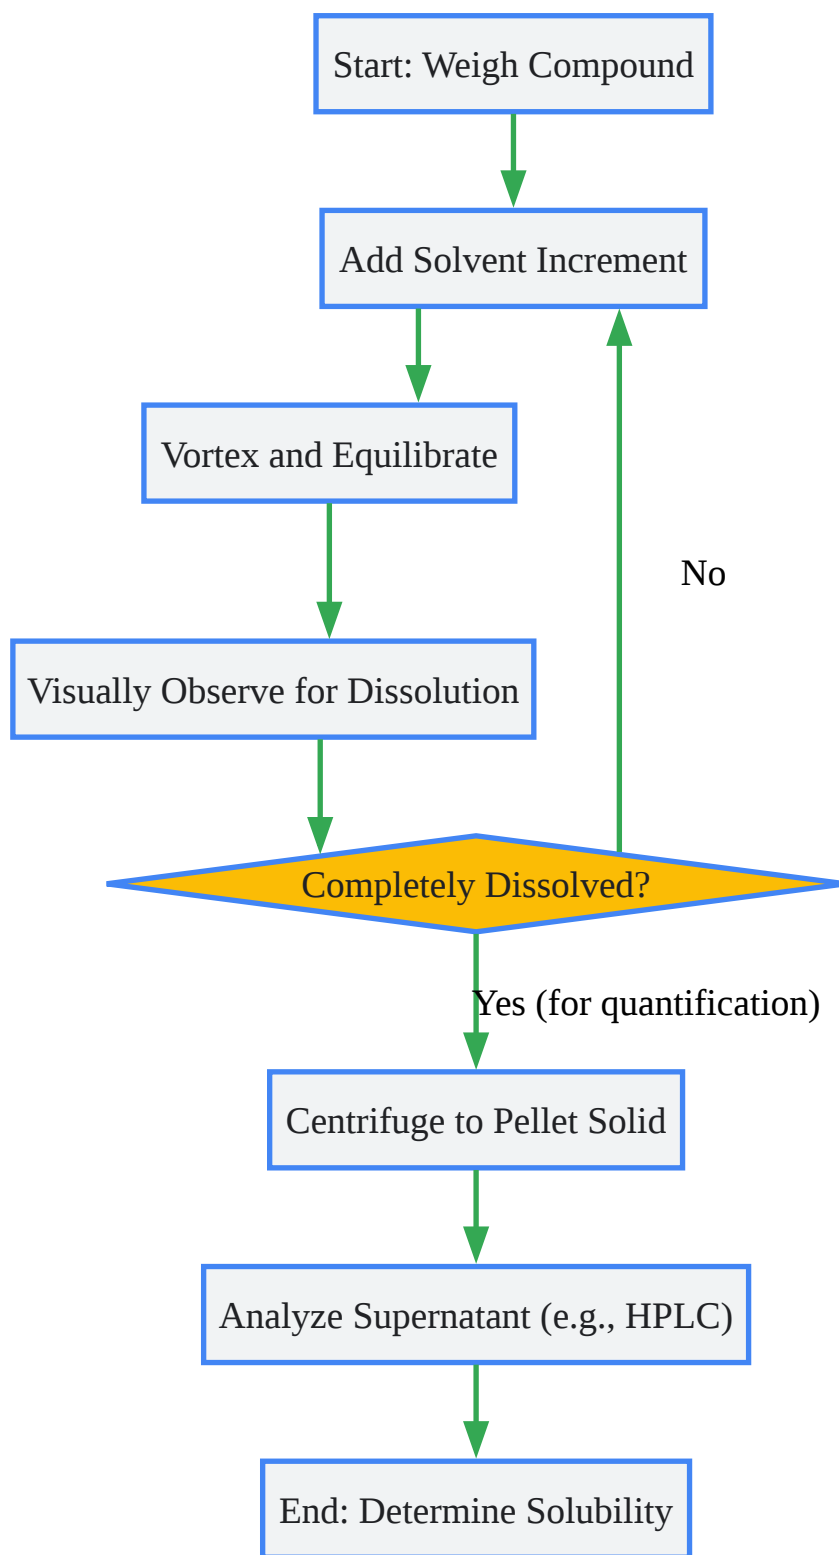 Start: Weigh Compound
Add Solvent Increment
Vortex and Equilibrate
No
Visually Observe for Dissolution
Completely Dissolved?
Yes (for quantification)
Centrifuge to Pellet Solid
Analyze Supernatant (e.g., HPLC)
End: Determine Solubility